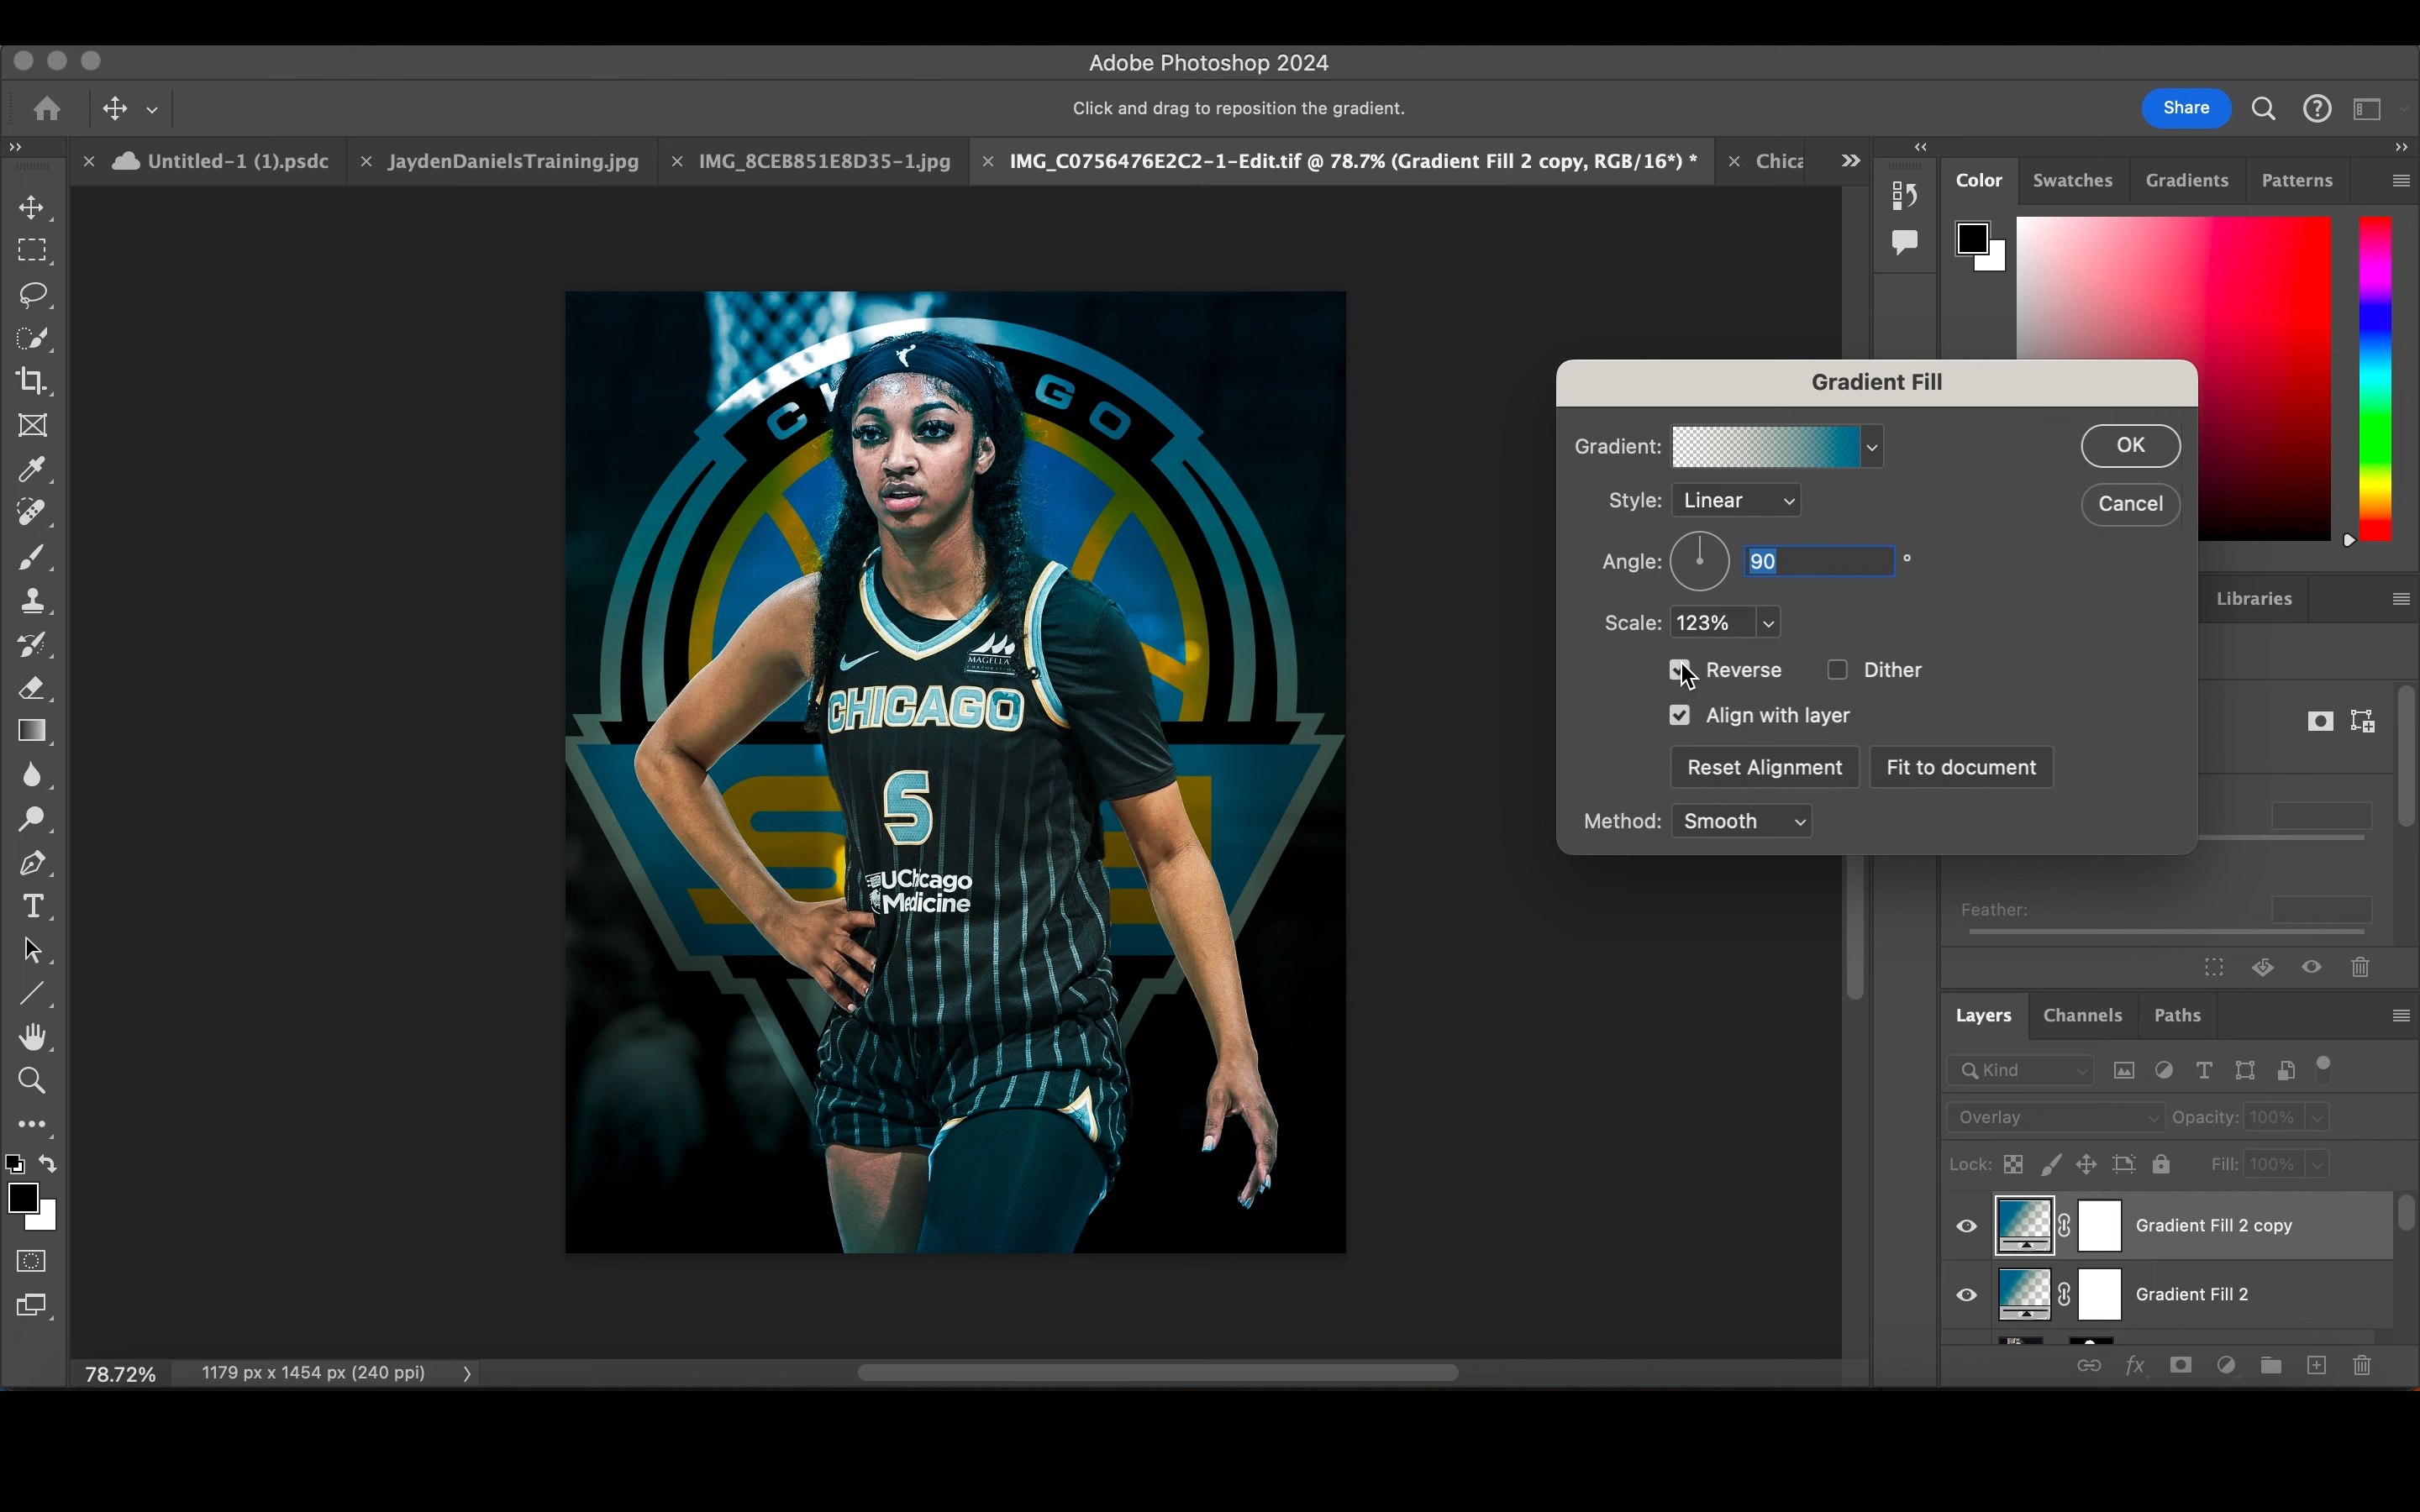 Adobe Photoshop 2024
Click and drag to reposition the gradient.
Share
Untitled-1 (1).psdc
JaydenDanielsTraining.jpg
IMG_8CEB851E8D35-1.jpg
IMG_C0756476E2C2-1-Edit.tif @ 78.7% (Gradient Fill 2 copy, RGB/16*) *
Chica
Color
Swatches
Gradients
Patterns
Gradient Fill
Gradient:
OK
Style: Linear
Cancel
Angle: 90 °
Scale: 123%
Reverse
Dither
Align with layer
Reset Alignment
Fit to document
Method: Smooth
Libraries
Feather:
Layers
Channels
Paths
Kind
Overlay
Opacity: 100%
Lock:
Fill: 100%
Gradient Fill 2 copy
Gradient Fill 2
GO
MAGELLA
CHICAGO
5
UChicago
Medicine
78.72%
1179 px x 1454 px (240 ppi)